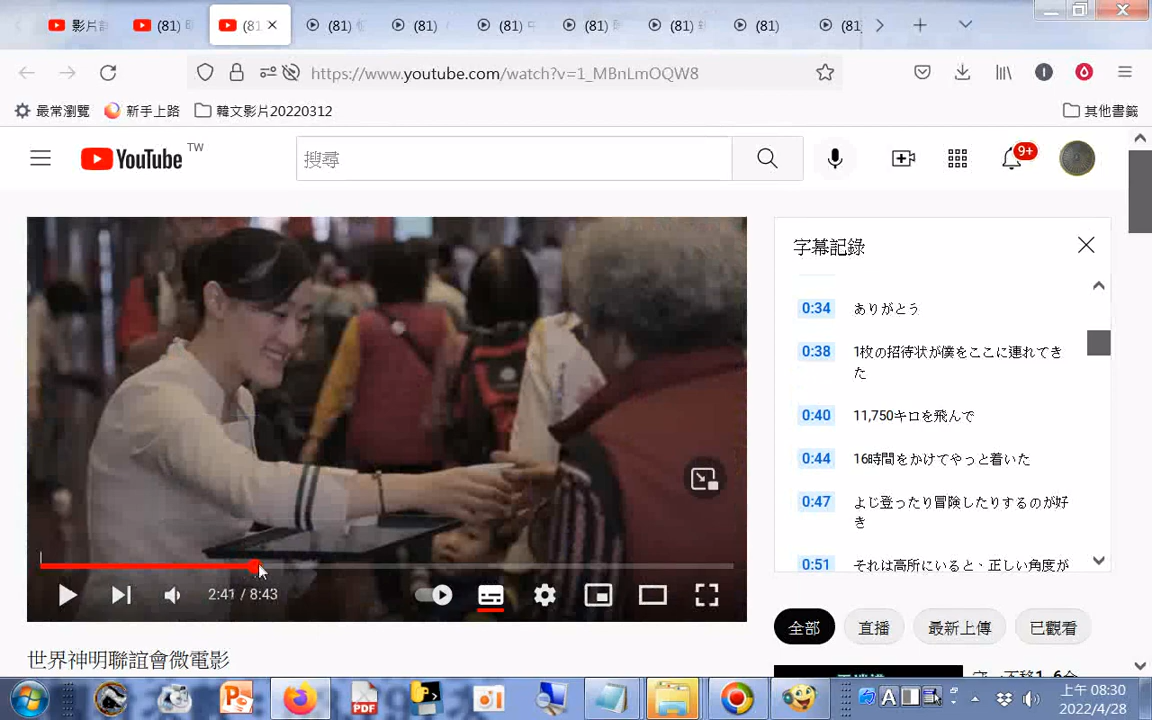 影片
(81)
(81
(81)
(81)
(81)
(81)
(81)
(81)
(81
https://www.youtube.com/watch?v=1_MBnLmOQW8
最常瀏覽
新手上路
韓文影片20220312
其他書籤
YouTube TW
搜尋
9+
字幕記錄
0:34 ありがとう
0:38 1枚の招待状が僕をここに連れてき
た
0:40 11,750キロを飛んで
0:44 16時間をかけてやっと着いた
0:47 よじ登ったり冒険したりするのが好
き
0:51 それは高所にいると、正しい角度が
2:41 / 8:43
全部
直播
最新上傳
已觀看
世界神明聯誼會微電影
上午 08:30
2022/4/28